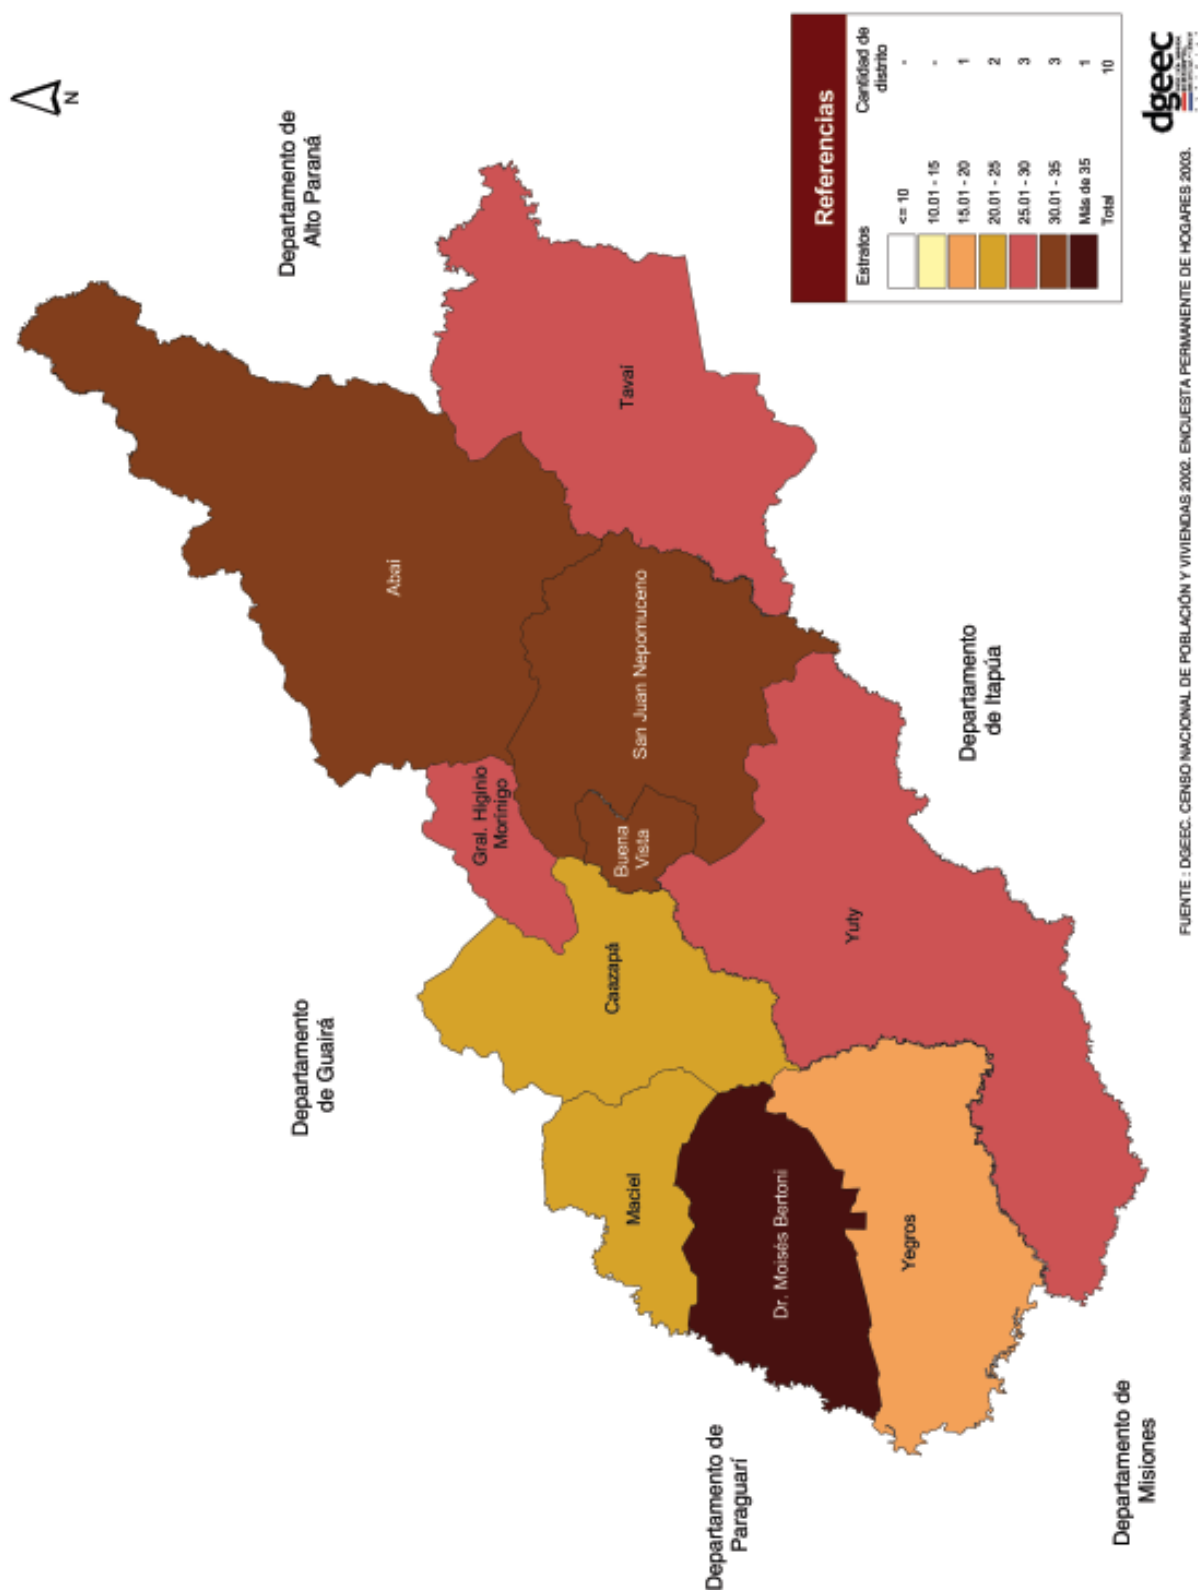 N
Departamento de
Alto Paraná
Departamento
de Guairá
Departamento de
Paraguarí
Departamento de
Misiones
Departamento
de Itapúa
Abaí
Tavaí
San Juan Nepomuceno
Gral. Higinio
Morínigo
Buena
Vista
Caazapá
Yuty
Maciel
Dr. Moisés Bertoni
Yegros
Referencias
Estratos Cantidad de
distrito
<= 10 -
10.01 - 15 -
15.01 - 20 1
20.01 - 25 2
25.01 - 30 3
30.01 - 35 3
Más de 35 1
Total 10
dgeec
FUENTE : DGEEC. CENSO NACIONAL DE POBLACIÓN Y VIVIENDAS 2002. ENCUESTA PERMANENTE DE HOGARES 2003.